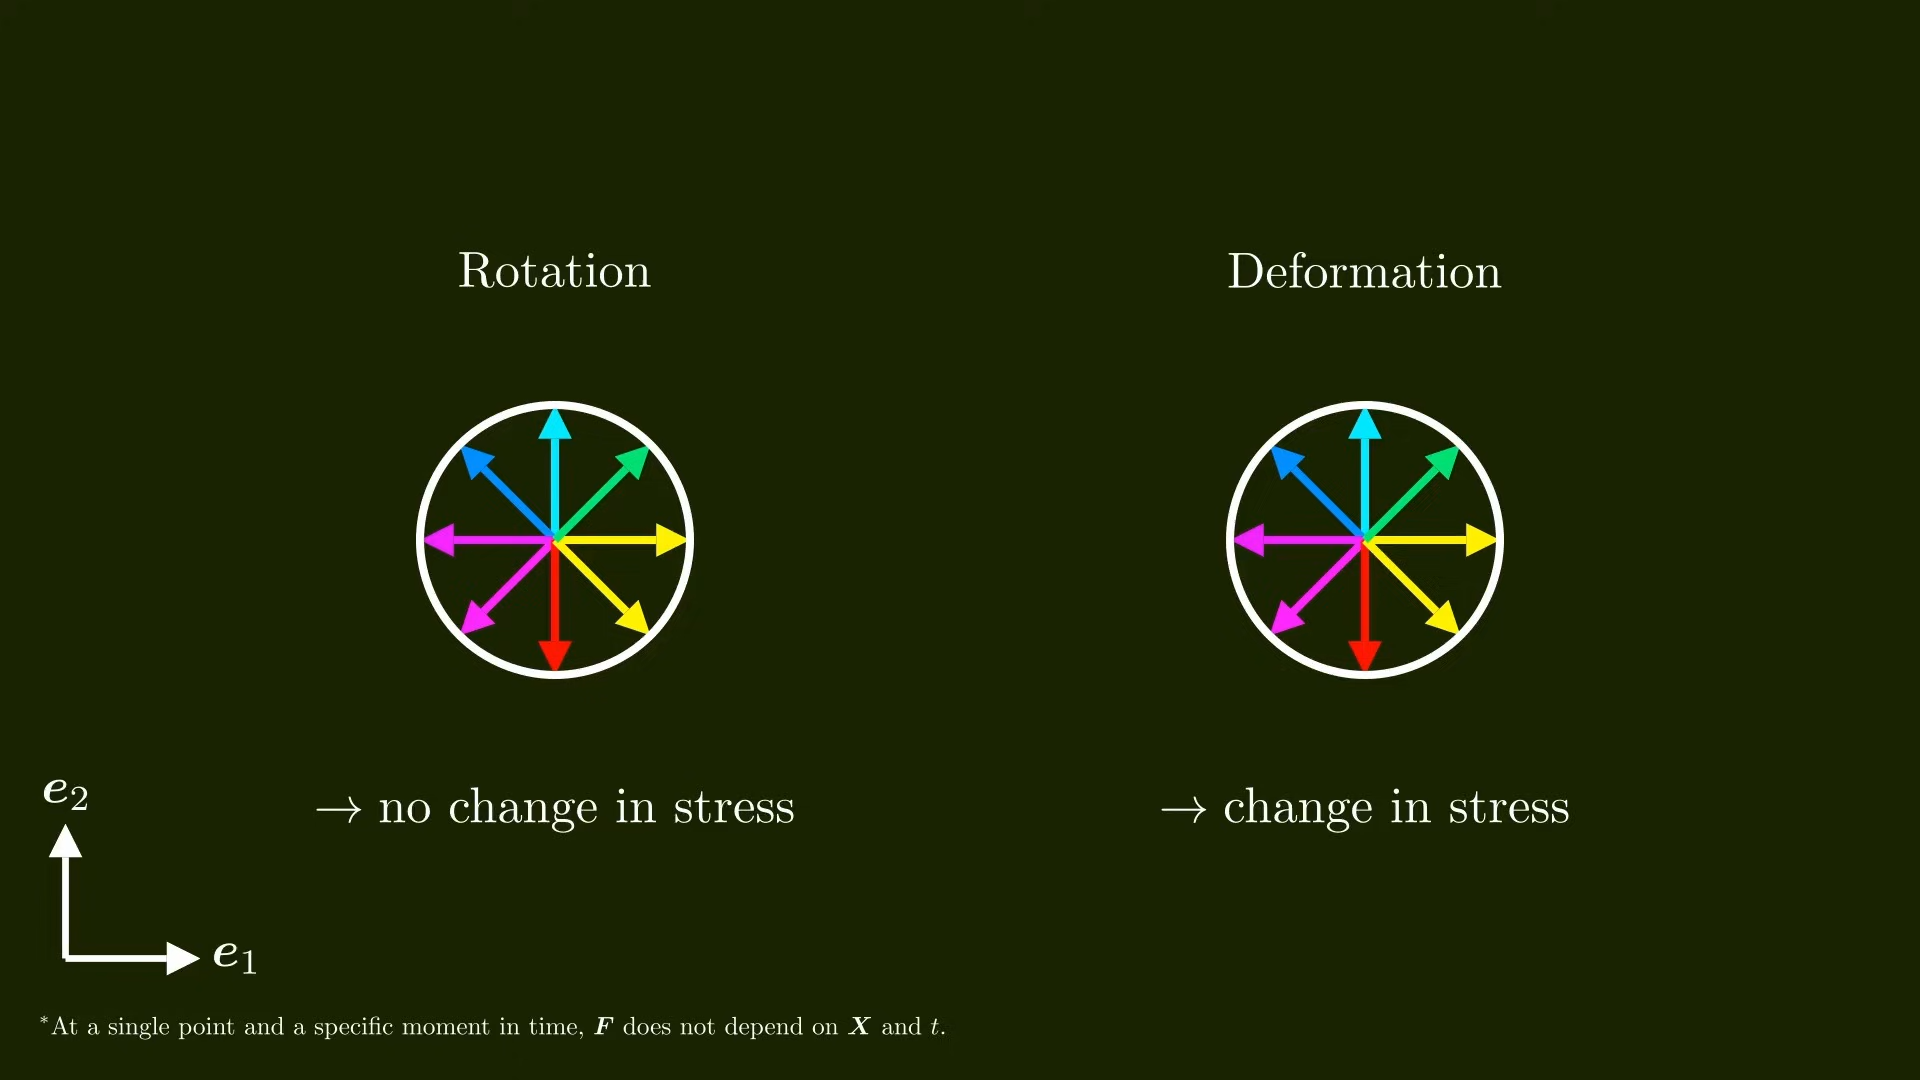 Rotation
Deformation
→ no change in stress
→ change in stress
e₂
e₁
*At a single point and a specific moment in time, F does not depend on X and t.